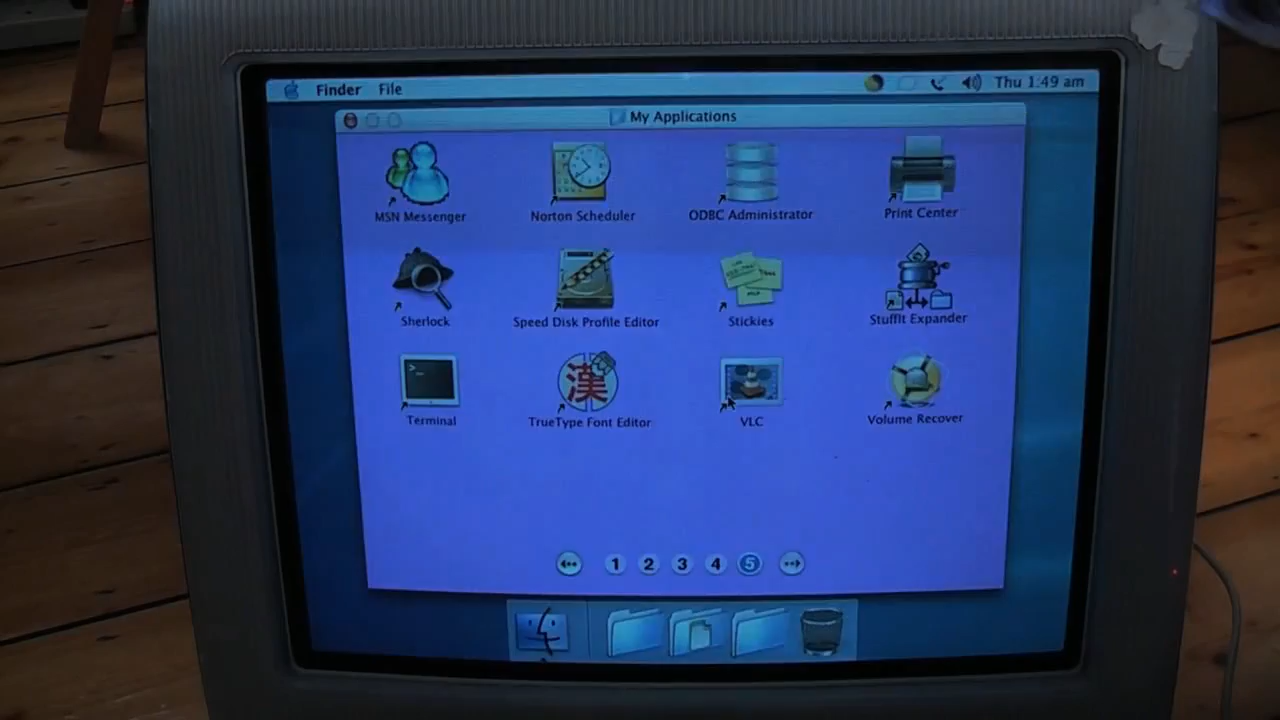 Finder File Thu 1:49 am
My Applications
MSN Messenger Norton Scheduler ODBC Administrator Print Center
Sherlock Speed Disk Profile Editor Stickies StuffIt Expander
>_ 漢
Terminal TrueType Font Editor VLC Volume Recover
1 2 3 4 5